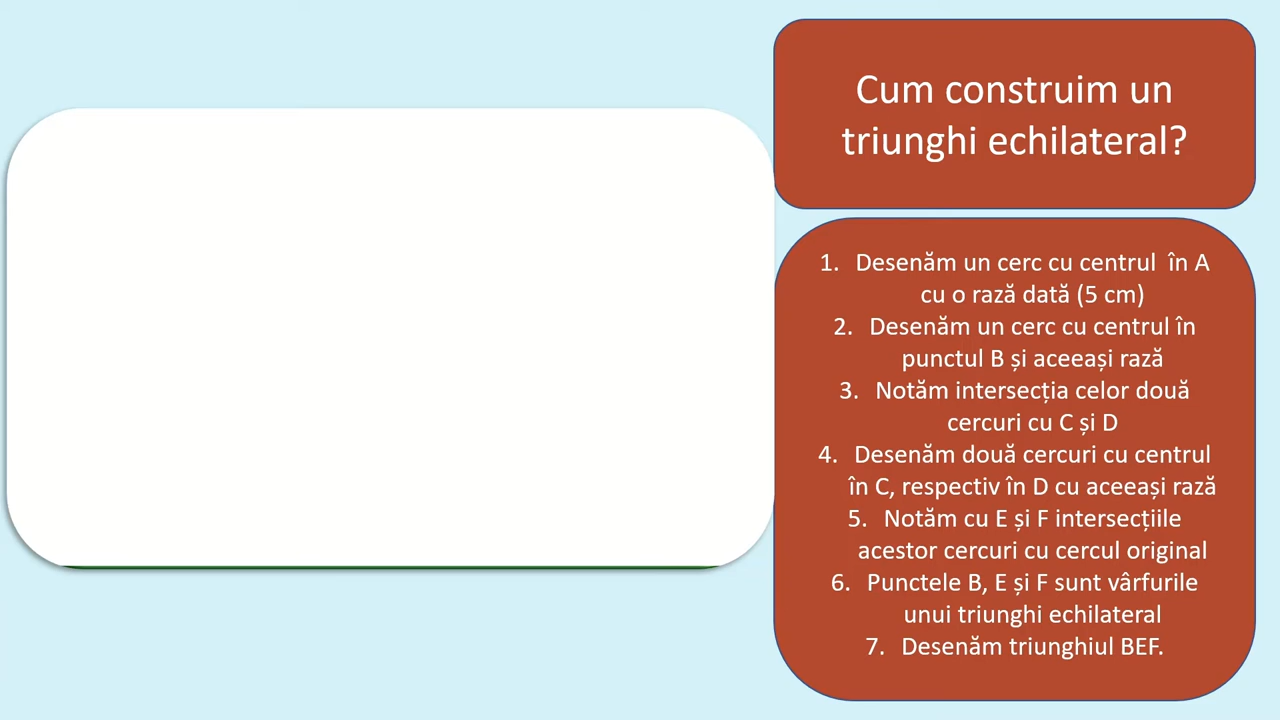 Cum construim un
triunghi echilateral?
1. Desenăm un cerc cu centrul în A
cu o rază dată (5 cm)
2. Desenăm un cerc cu centrul în
punctul B și aceeași rază
3. Notăm intersecția celor două
cercuri cu C și D
4. Desenăm două cercuri cu centrul
în C, respectiv în D cu aceeași rază
5. Notăm cu E și F intersecțiile
acestor cercuri cu cercul original
6. Punctele B, E și F sunt vârfurile
unui triunghi echilateral
7. Desenăm triunghiul BEF.